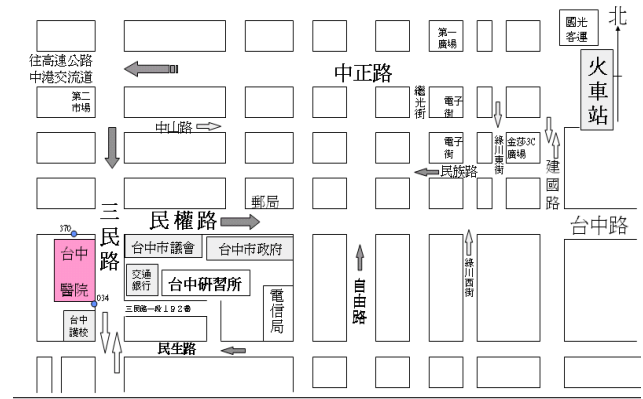 國光
客運
北
第一
廣場
往高速公路
中港交流道
中正路
火車站
第二
市場
繼光街
電子
街
中山路
電子
街
綠川東街
金莎3C
廣場
民族路
建國路
郵局
三民路
民權路
台中路
370
台中
醫院
台中市議會
台中市政府
交通
銀行
台中研習所
電信局
自由路
綠川西街
034
台中
護校
三民路一段192巷
民生路